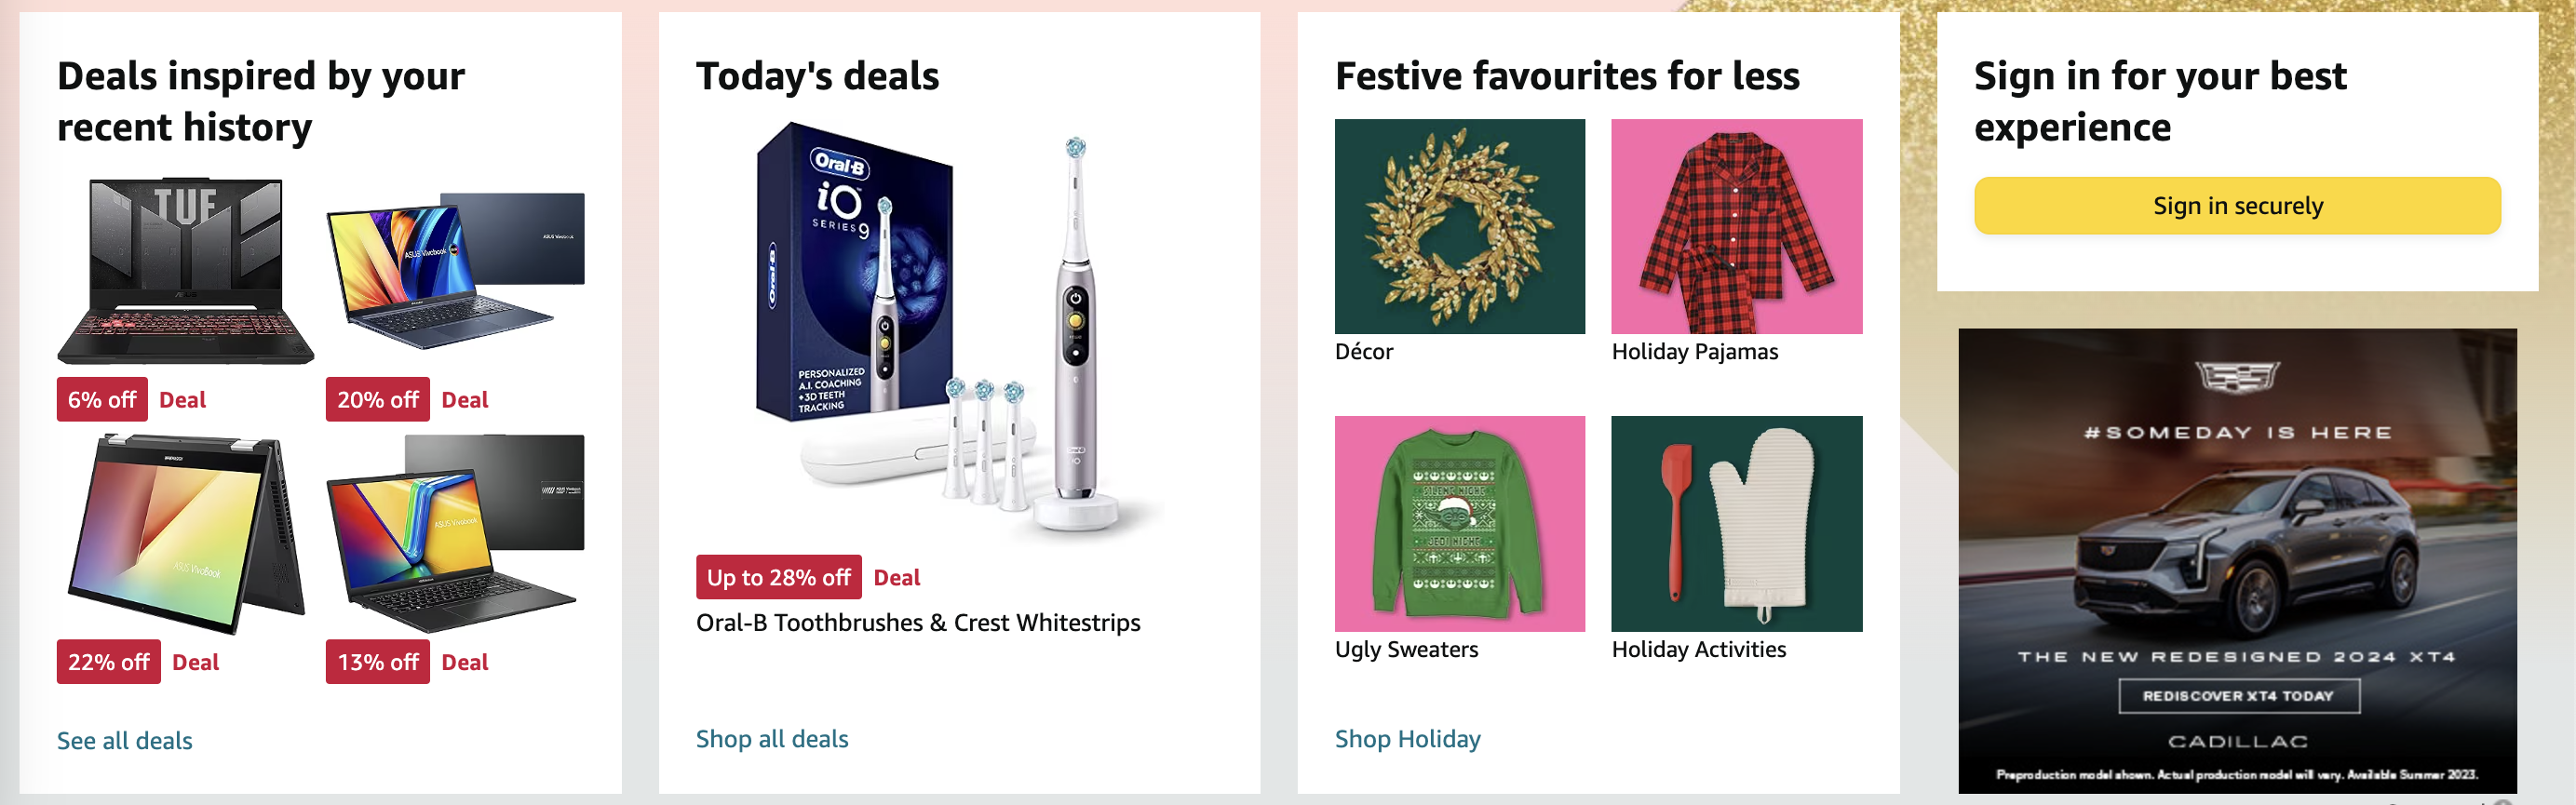 Deals inspired by your
recent history
TUF
ASUS
ASUS Vivobook
ASUS Vivobook
6% off Deal
20% off Deal
ASUS VivoBook
ASUS Vivobook
22% off Deal
13% off Deal
See all deals
Today's deals
Oral-B
iO
SERIES 9
Oral-B
PERSONALIZED
A.I. COACHING
+3D TEETH
TRACKING
iO
Up to 28% off Deal
Oral-B Toothbrushes & Crest Whitestrips
Shop all deals
Festive favourites for less
Décor
Holiday Pajamas
SILENT NIGHT
JEDI NIGHT
Ugly Sweaters
Holiday Activities
Shop Holiday
Sign in for your best
experience
Sign in securely
#SOMEDAY IS HERE
THE NEW REDESIGNED 2024 XT4
REDISCOVER XT4 TODAY
CADILLAC
Preproduction model shown. Actual production model will vary. Available Summer 2023.